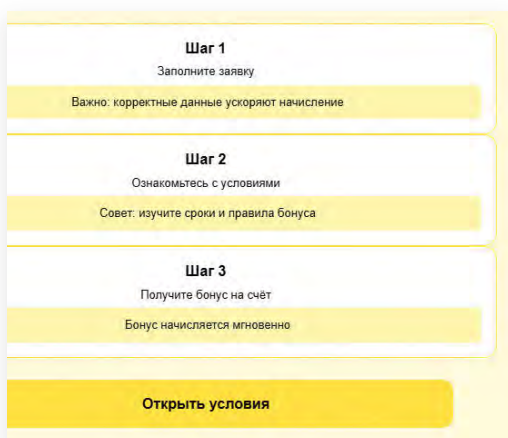 Шаг 1
Заполните заявку
Важно: корректные данные ускоряют начисление
Шаг 2
Ознакомьтесь с условиями
Совет: изучите сроки и правила бонуса
Шаг 3
Получите бонус на счёт
Бонус начисляется мгновенно
Открыть условия